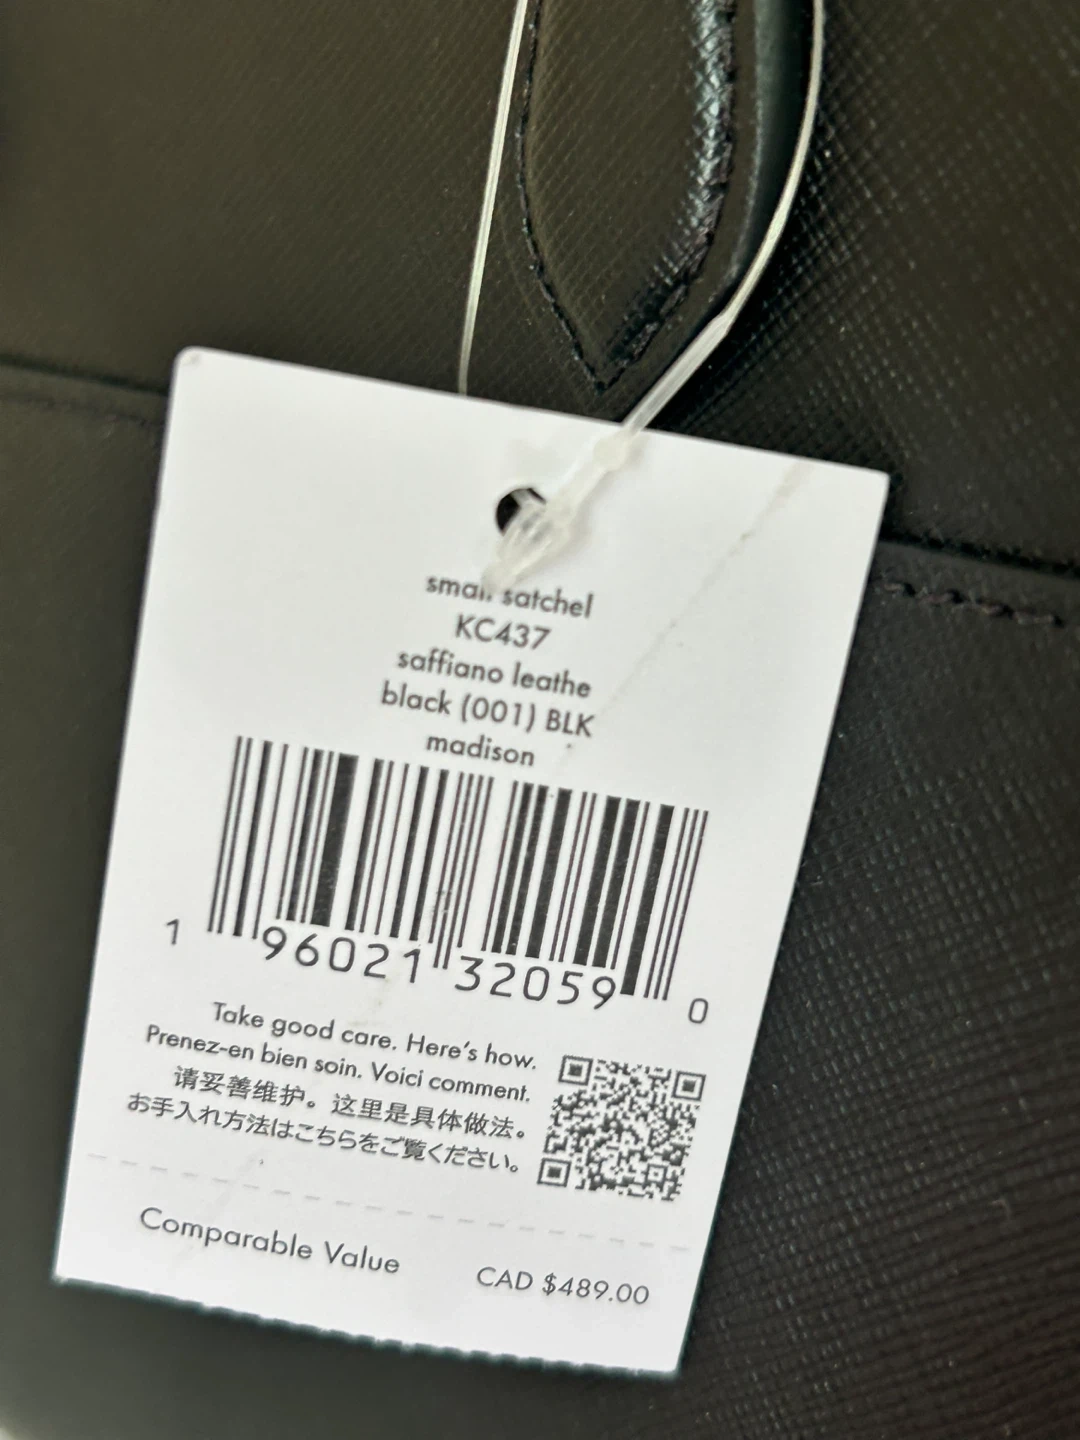 small satchel
KC437
saffiano leathe
black (001) BLK
madison
1 96021 32059 0
Take good care. Here's how.
Prenez-en bien soin. Voici comment.
请妥善维护。这里是具体做法。
お手入れ方法はこちらをご覧ください。
Comparable Value CAD $489.00